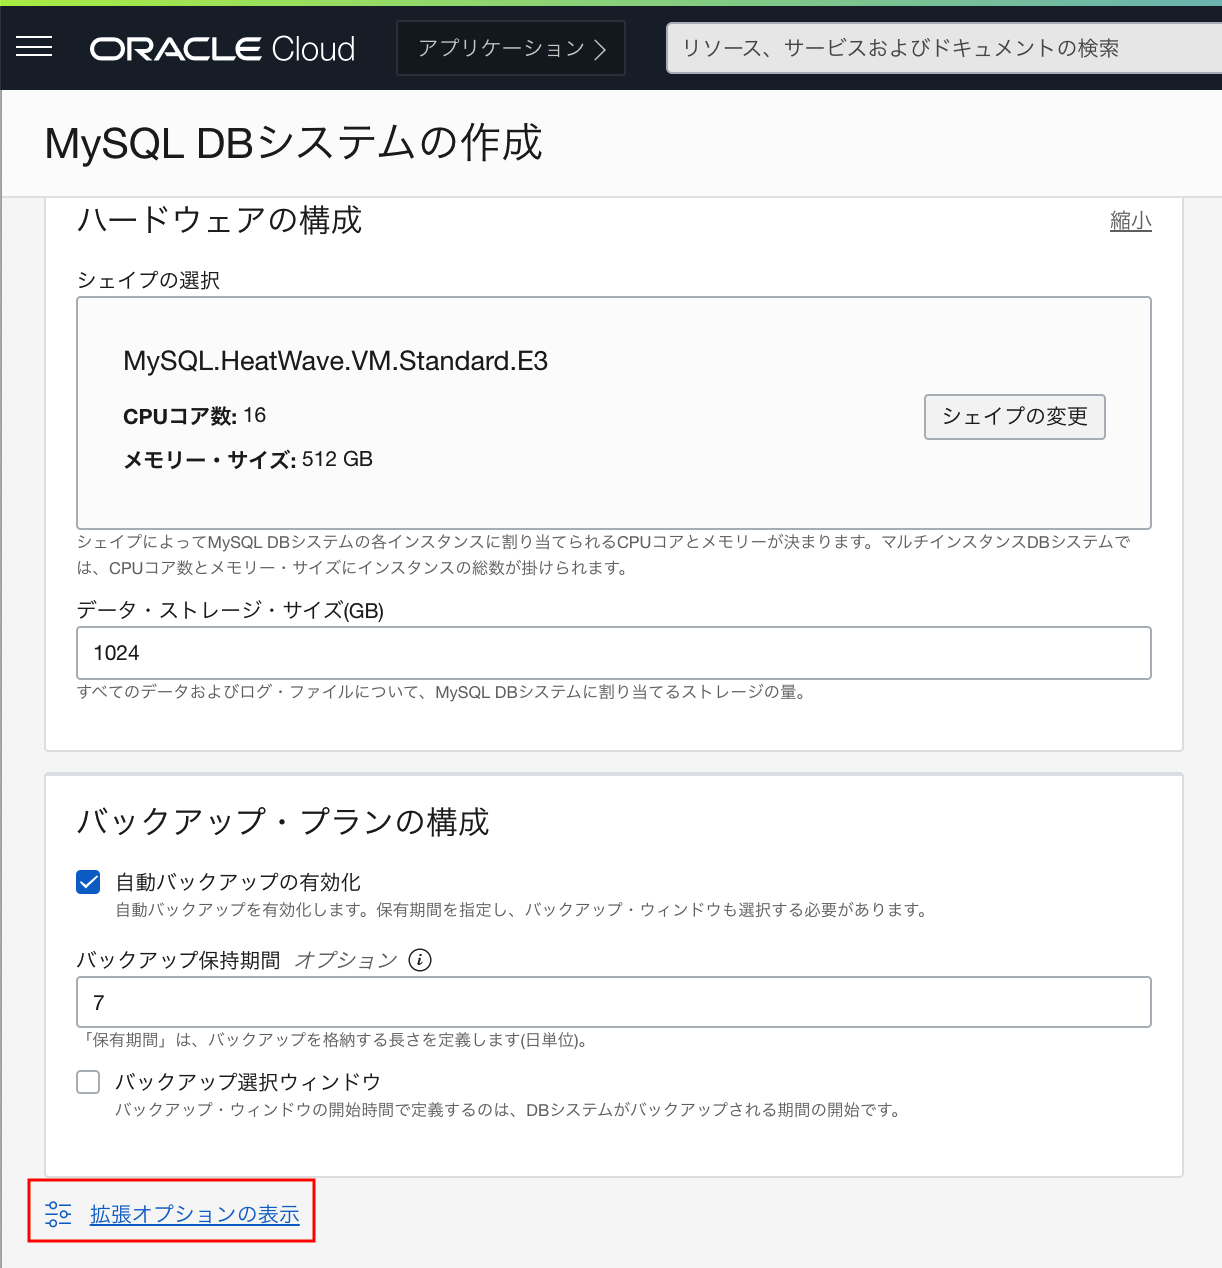 ORACLE Cloud
アプリケーション
リソース、サービスおよびドキュメントの検索
MySQL DBシステムの作成
ハードウェアの構成
縮小
シェイプの選択
MySQL.HeatWave.VM.Standard.E3
CPUコア数: 16
シェイプの変更
メモリー・サイズ: 512 GB
シェイプによってMySQL DBシステムの各インスタンスに割り当てられるCPUコアとメモリーが決まります。マルチインスタンスDBシステムで
は、CPUコア数とメモリー・サイズにインスタンスの総数が掛けられます。
データ・ストレージ・サイズ(GB)
1024
すべてのデータおよびログ・ファイルについて、MySQL DBシステムに割り当てるストレージの量。
バックアップ・プランの構成
自動バックアップの有効化
自動バックアップを有効化します。保有期間を指定し、バックアップ・ウィンドウも選択する必要があります。
バックアップ保持期間 オプション i
7
「保有期間」は、バックアップを格納する長さを定義します(日単位)。
バックアップ選択ウィンドウ
バックアップ・ウィンドウの開始時間で定義するのは、DBシステムがバックアップされる期間の開始です。
拡張オプションの表示